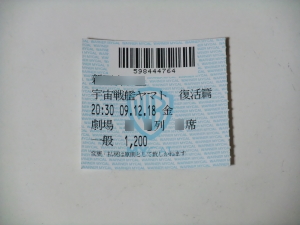 598444764
宇宙戦艦ヤマト 復活篇
20:30 09.12.18 金
劇場 列 席
一般 1,200